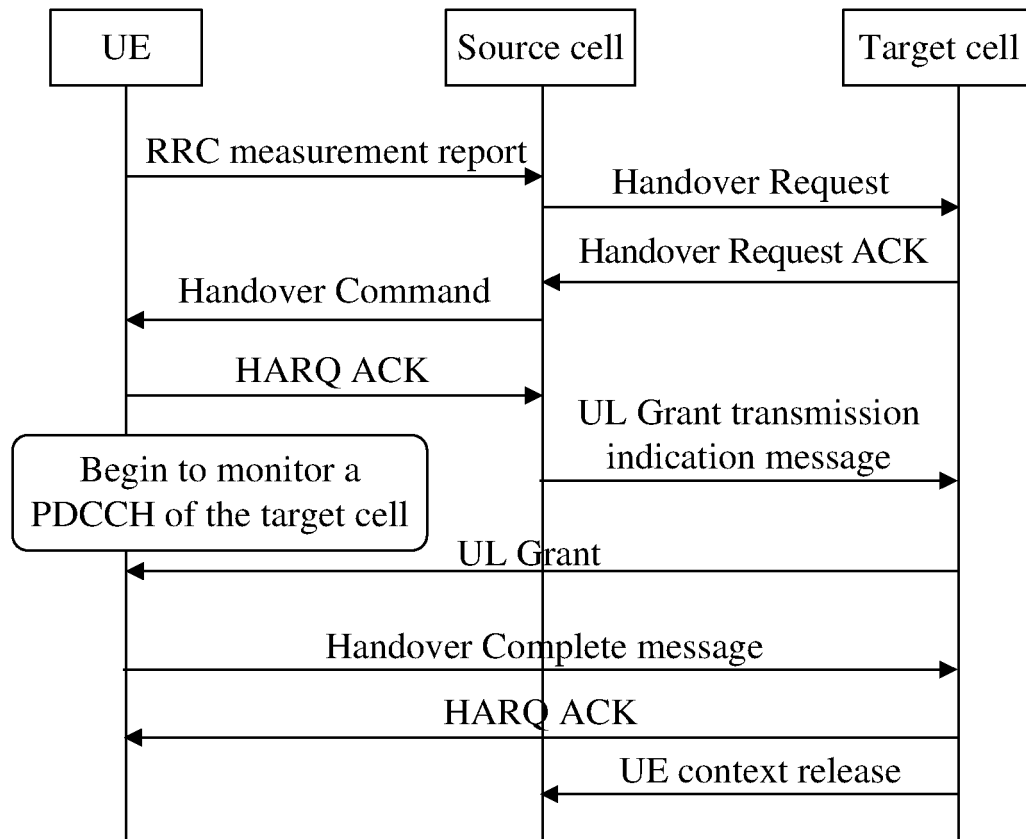 UE
Source cell
Target cell
RRC measurement report
Handover Request
Handover Request ACK
Handover Command
HARQ ACK
UL Grant transmission
indication message
Begin to monitor a
PDCCH of the target cell
UL Grant
Handover Complete message
HARQ ACK
UE context release